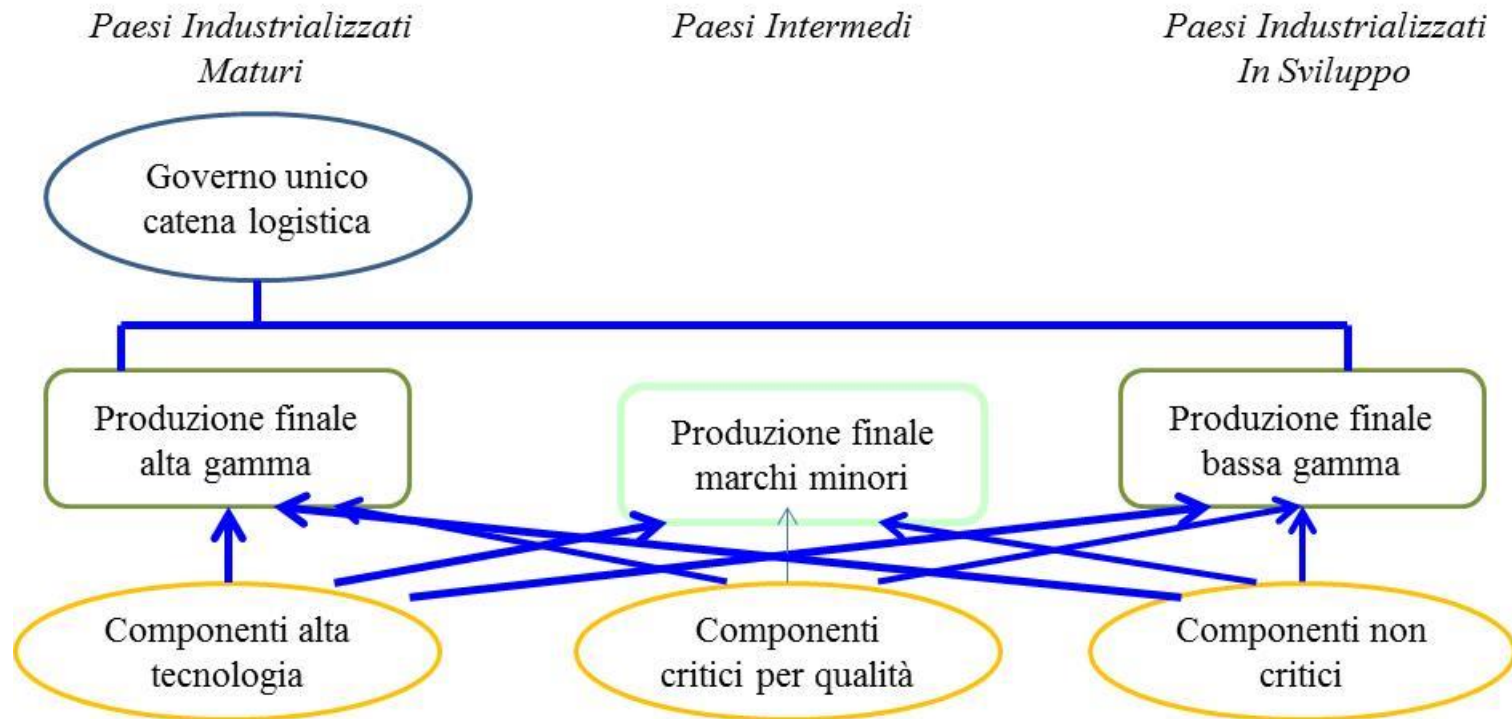 Paesi Industrializzati
Maturi
Paesi Intermedi
Paesi Industrializzati
In Sviluppo
Governo unico
catena logistica
Produzione finale
alta gamma
Produzione finale
marchi minori
Produzione finale
bassa gamma
Componenti alta
tecnologia
Componenti
critici per qualità
Componenti non
critici